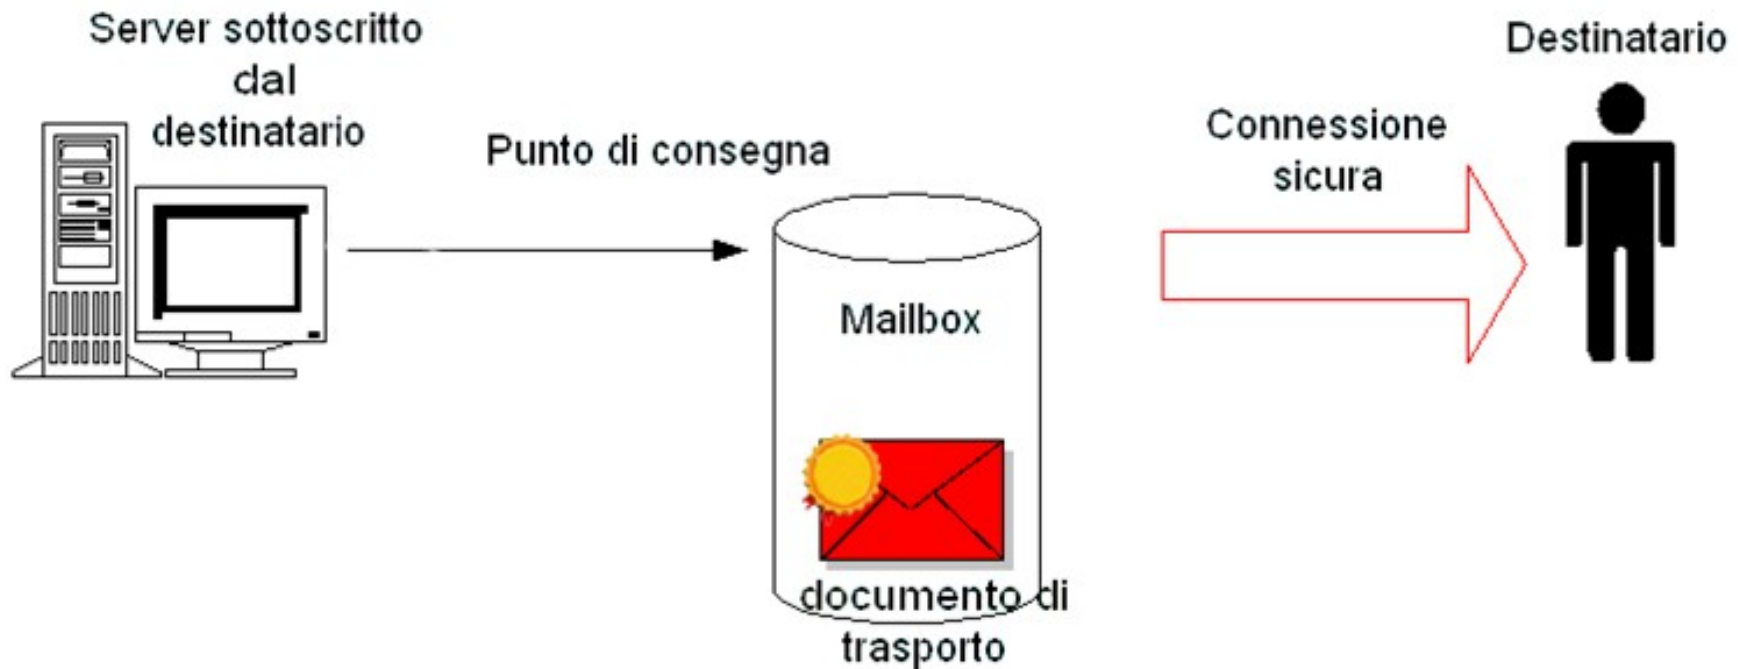 Server sottoscritto
dal
destinatario
Punto di consegna
Connessione
sicura
Destinatario
Mailbox
documento di
trasporto